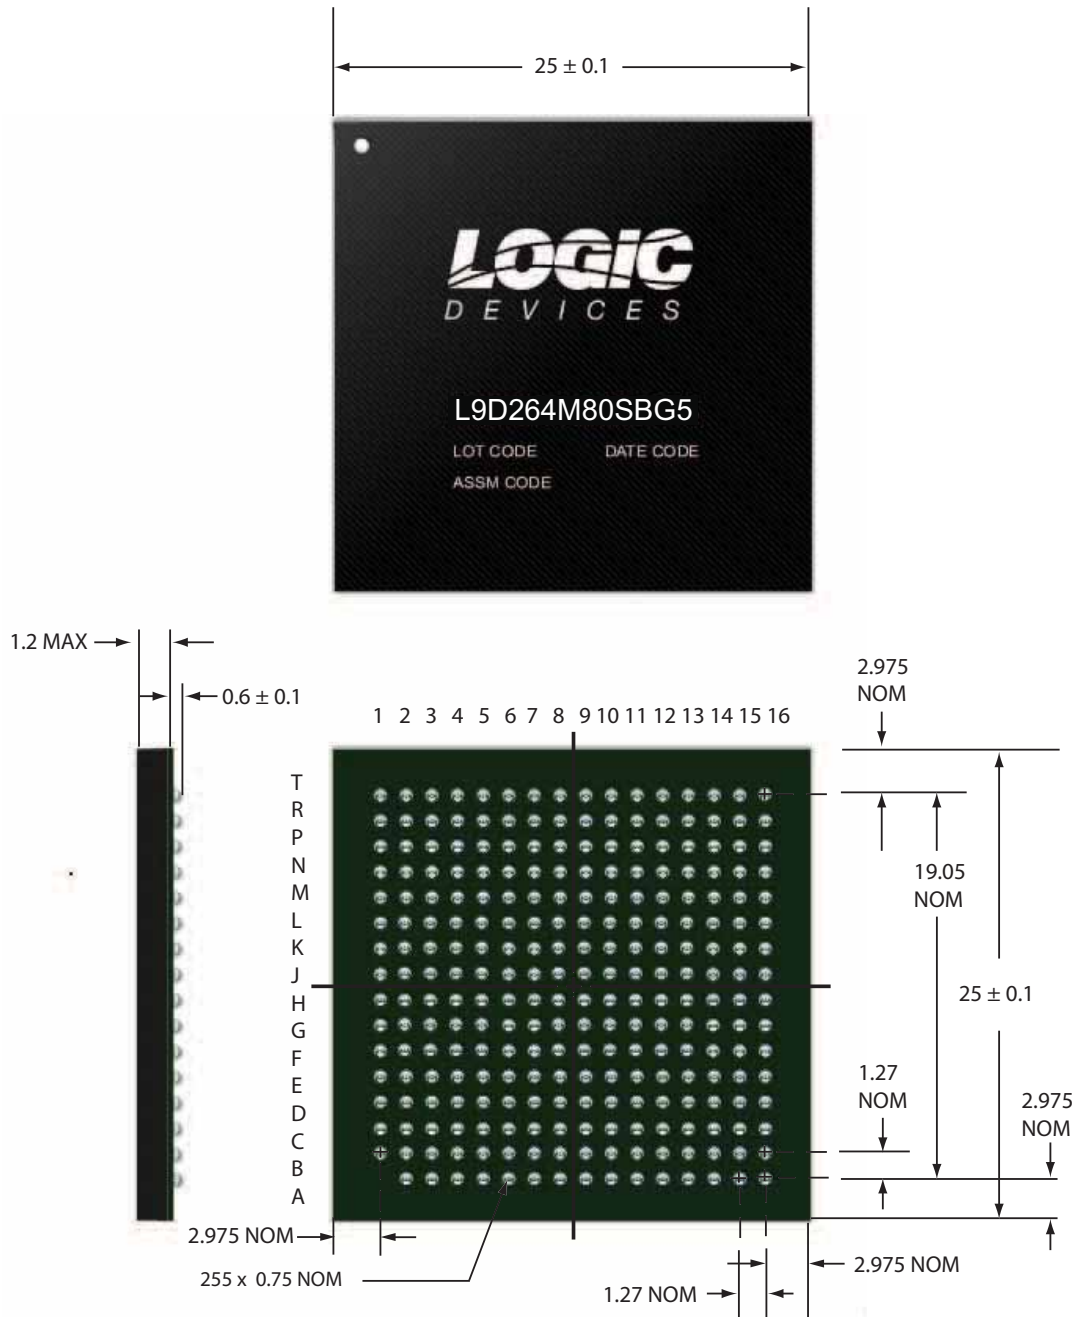 25 ± 0.1
LOGIC
DEVICES
L9D264M80SBG5
LOT CODE DATE CODE
ASSM CODE
1.2 MAX
0.6 ± 0.1
2.975
NOM
1 2 3 4 5 6 7 8 9 10 11 12 13 14 15 16
T
R
P
N
M
L
K
J
H
G
F
E
D
C
B
A
19.05
NOM
25 ± 0.1
1.27
NOM
2.975
NOM
2.975 NOM
255 x 0.75 NOM
2.975 NOM
1.27 NOM